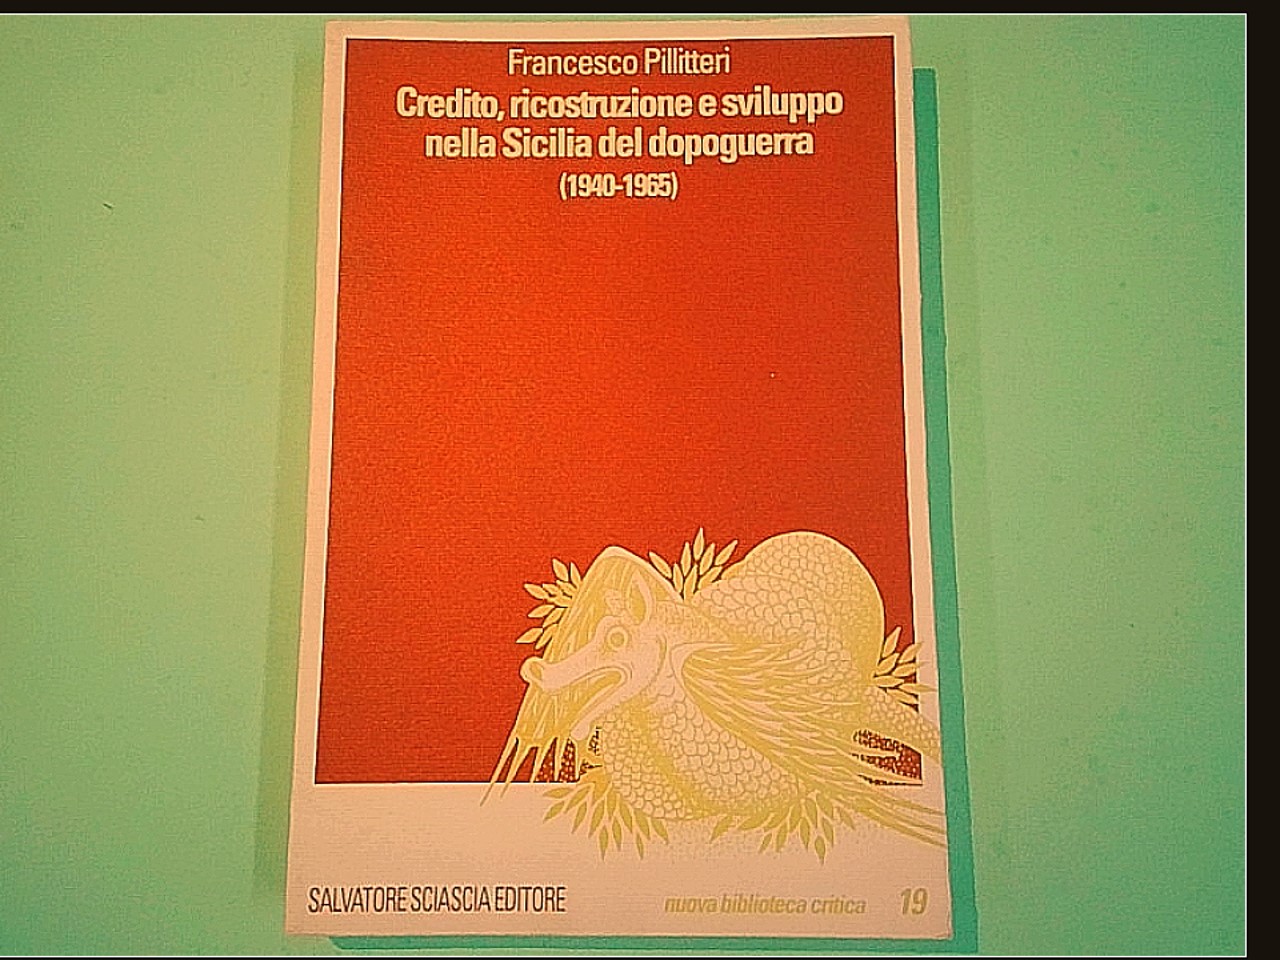 Francesco Pillitteri
Credito, ricostruzione e sviluppo
nella Sicilia del dopoguerra
(1940-1965)
SALVATORE SCIASCIA EDITORE
nuova biblioteca critica 19